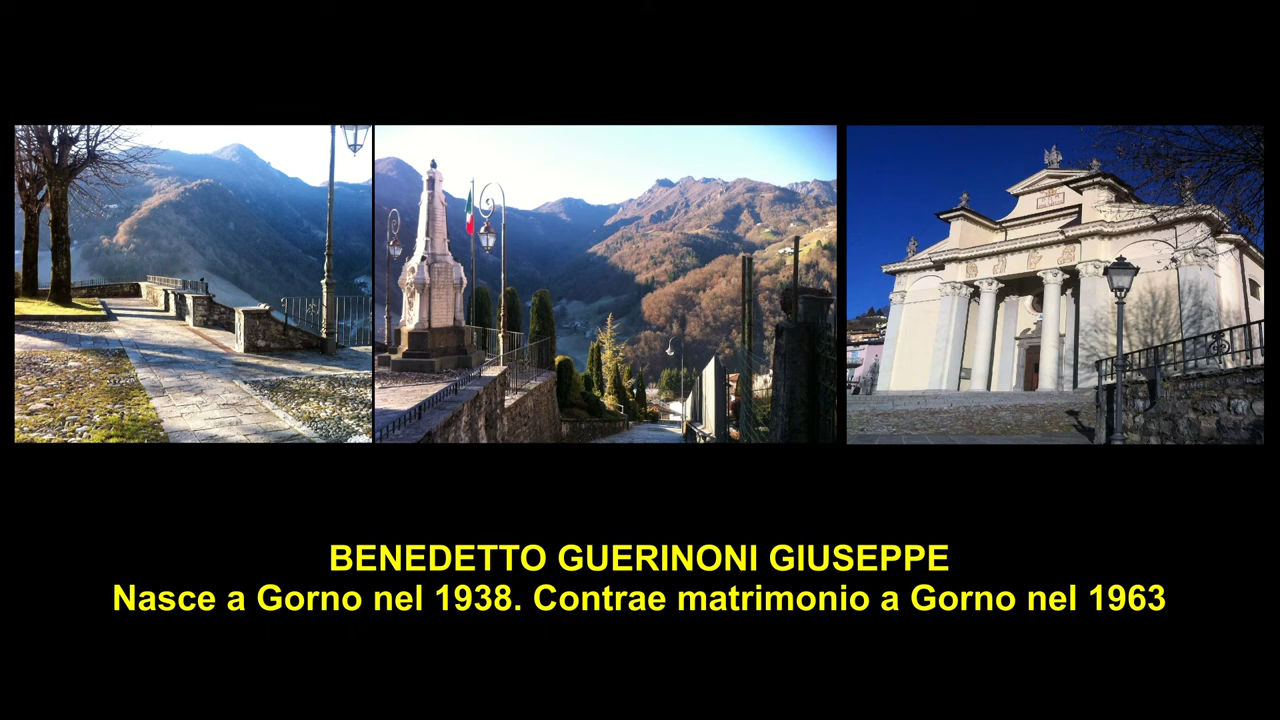 BENEDETTO GUERINONI GIUSEPPE
Nasce a Gorno nel 1938. Contrae matrimonio a Gorno nel 1963